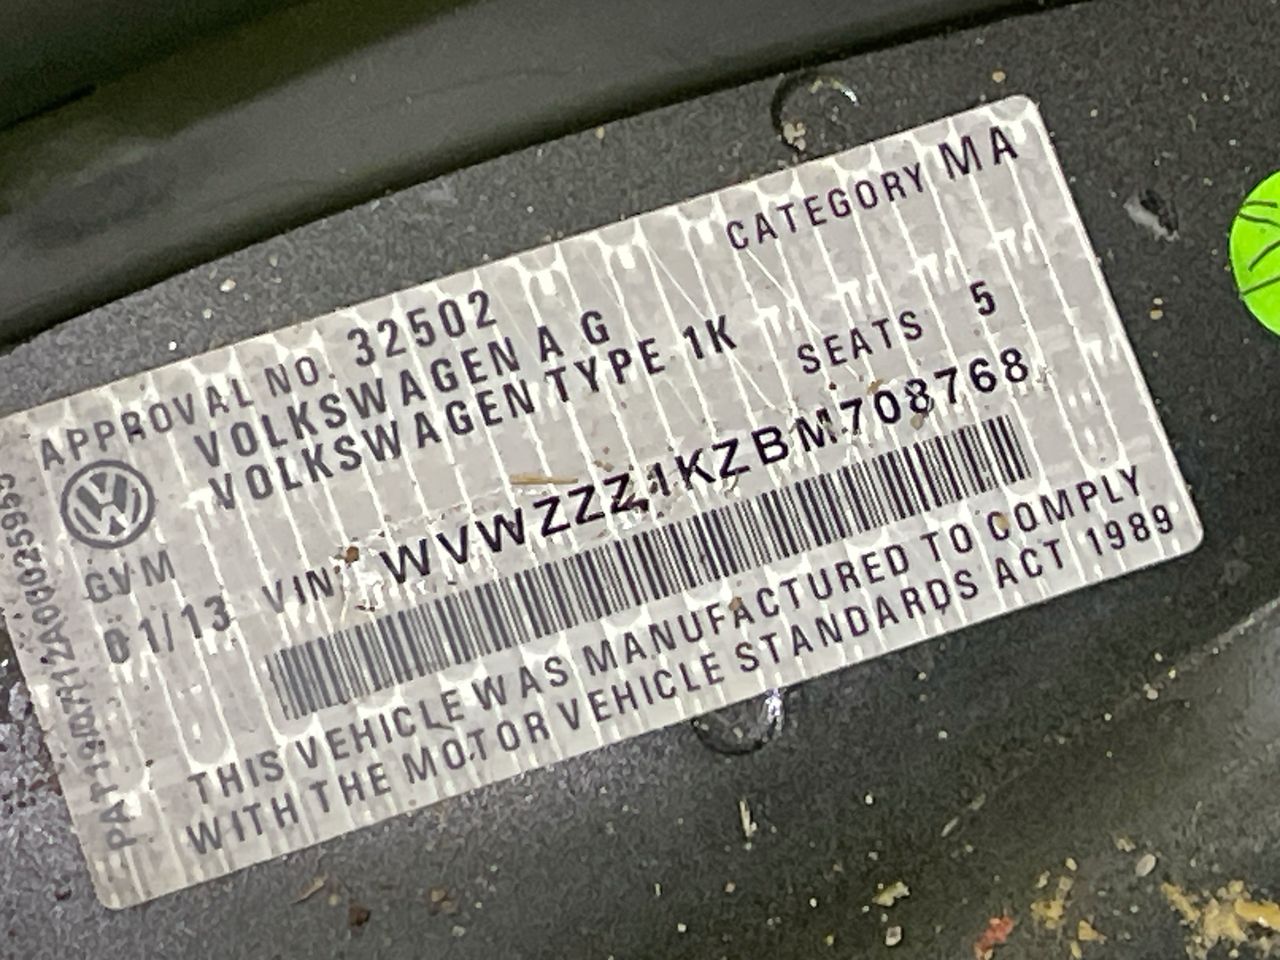 APPROVAL NO. 32502
CATEGORY MA
VOLKSWAGEN A G
VOLKSWAGEN TYPE 1K
SEATS 5
GVM
VIN WVWZZZ1KZBM708768
01/13
THIS VEHICLE WAS MANUFACTURED TO COMPLY
WITH THE MOTOR VEHICLE STANDARDS ACT 1989